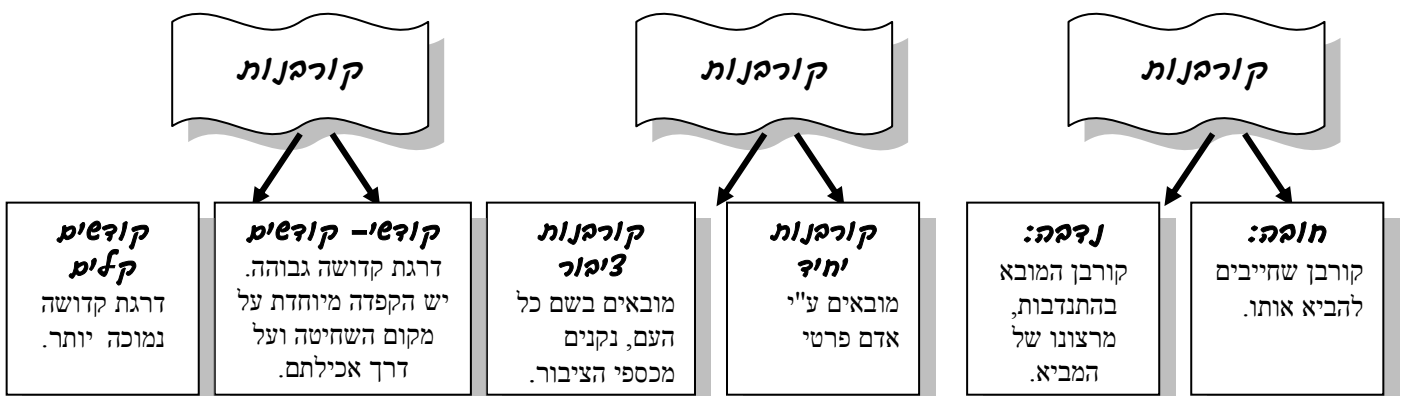 קורבנות
חובה:
קורבן שחייבים
להביא אותו.
נדבה:
קורבן המובא
בהתנדבות,
מרצונו של
המביא.
קורבנות
קורבנות
יחיד
מובאים ע"י
אדם פרטי
קורבנות
ציבור
מובאים בשם כל
העם, נקנים
מכספי הציבור.
קורבנות
קודשי– קודשים
דרגת קדושה גבוהה.
יש הקפדה מיוחדת על
מקום השחיטה ועל
דרך אכילתם.
קודשים
קלים
דרגת קדושה
נמוכה יותר.